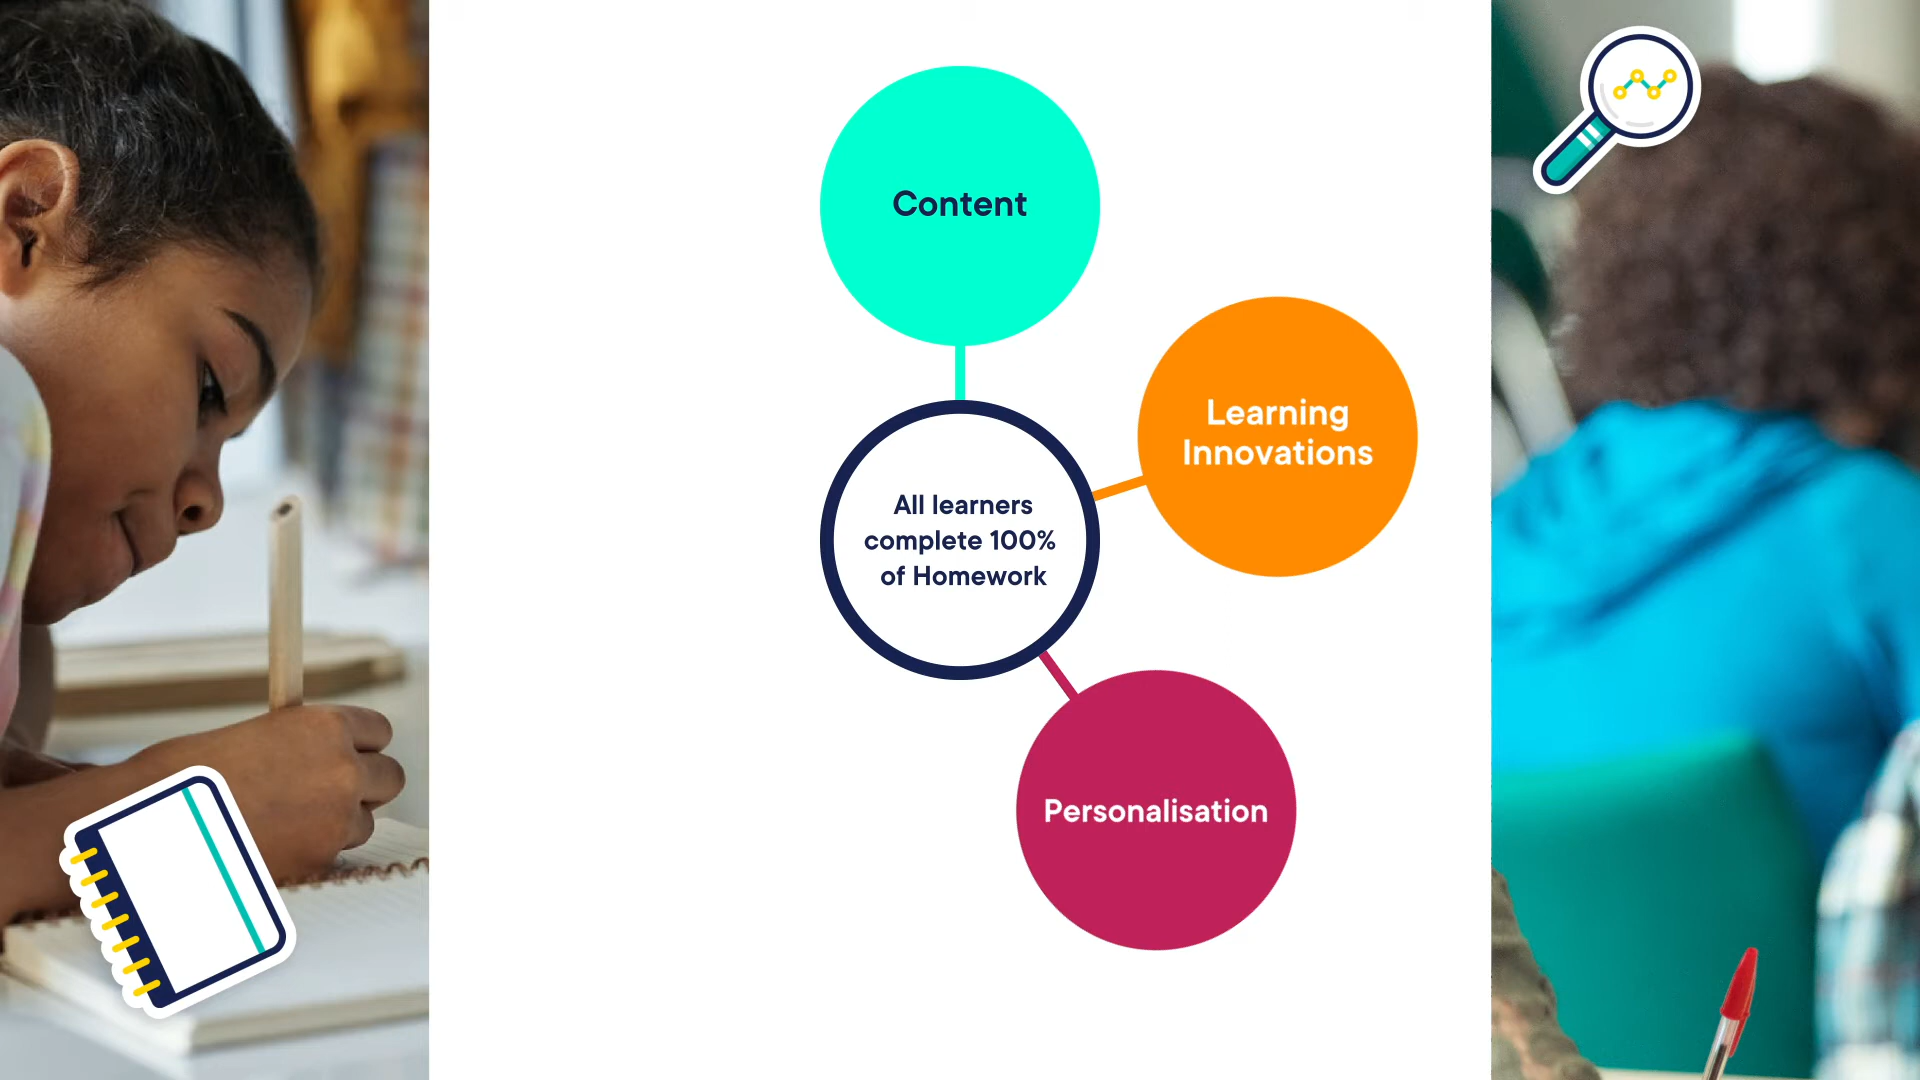 Content
Learning
Innovations
All learners
complete 100%
of Homework
Personalisation